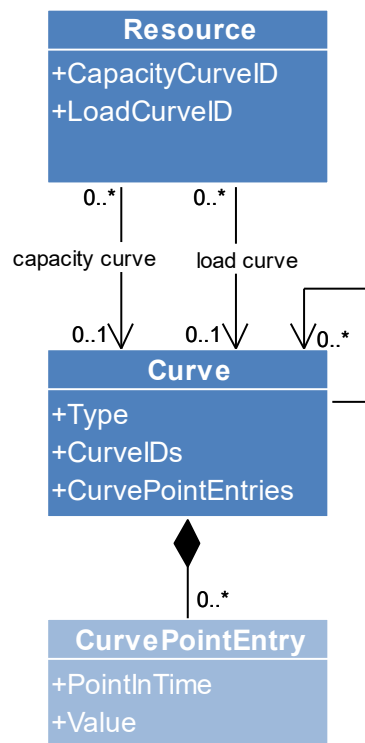 Resource
+CapacityCurveID
+LoadCurveID
0..*
0..*
capacity curve
load curve
0..1
0..1
0..*
Curve
+Type
+CurveIDs
+CurvePointEntries
0..*
CurvePointEntry
+PointInTime
+Value